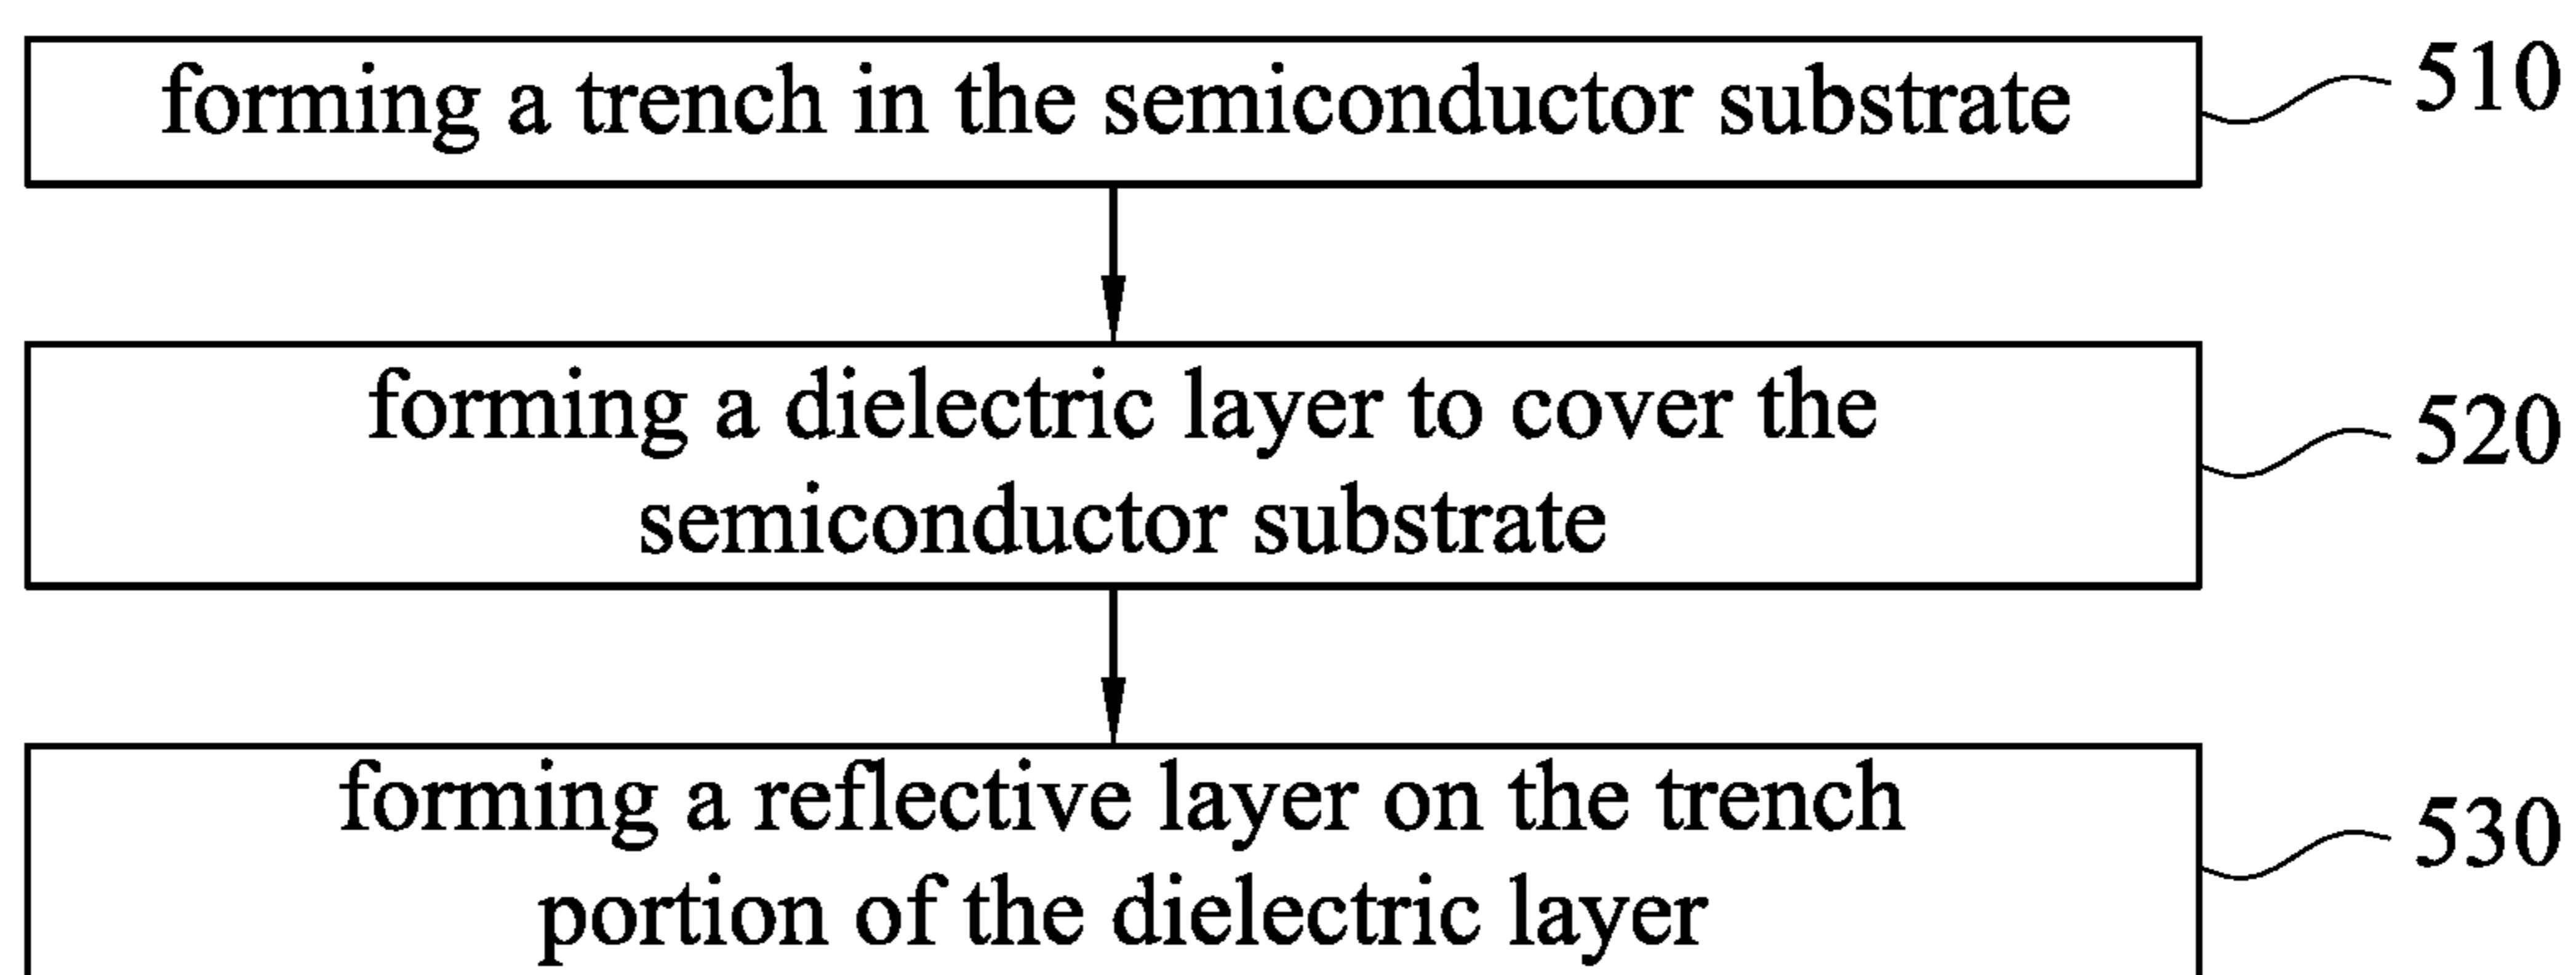 forming a trench in the semiconductor substrate
510
forming a dielectric layer to cover the
semiconductor substrate
520
forming a reflective layer on the trench
portion of the dielectric layer
530